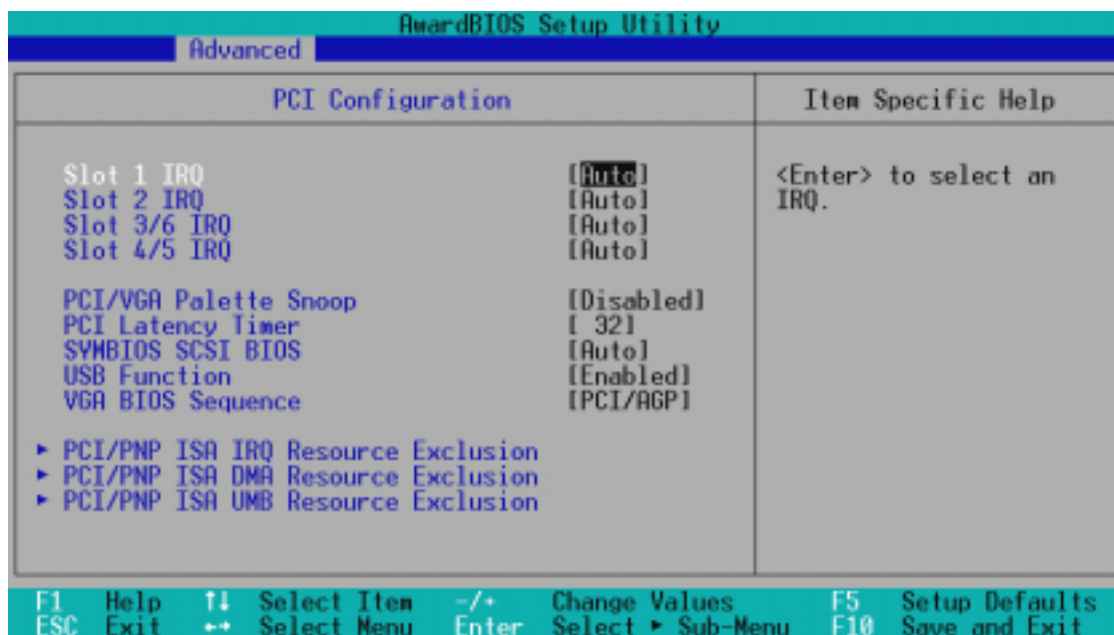 AwardBIOS Setup Utility
Advanced
PCI Configuration
Item Specific Help
Slot 1 IRQ [Auto]
Slot 2 IRQ [Auto]
Slot 3/6 IRQ [Auto]
Slot 4/5 IRQ [Auto]
<Enter> to select an
IRQ.
PCI/VGA Palette Snoop [Disabled]
PCI Latency Timer [ 32]
SYMBIOS SCSI BIOS [Auto]
USB Function [Enabled]
VGA BIOS Sequence [PCI/AGP]
► PCI/PNP ISA IRQ Resource Exclusion
► PCI/PNP ISA DMA Resource Exclusion
► PCI/PNP ISA UMB Resource Exclusion
F1 Help ↑↓ Select Item -/+ Change Values F5 Setup Defaults
ESC Exit ←→ Select Menu Enter Select ► Sub-Menu F10 Save and Exit